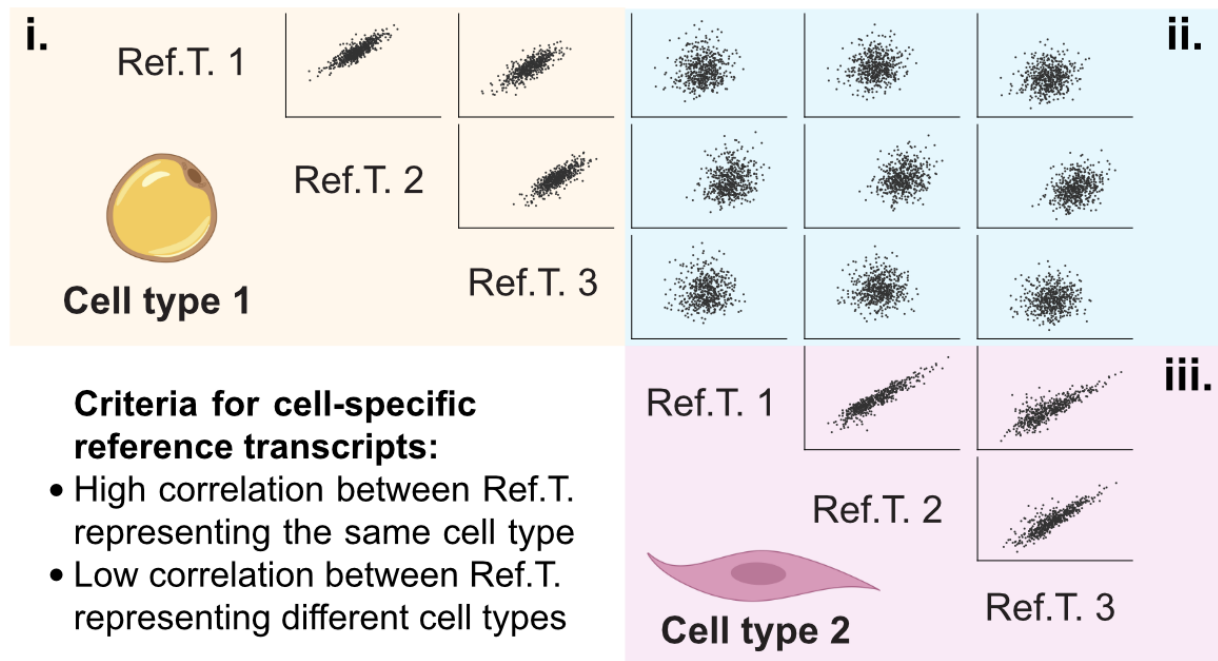 i.
Ref.T. 1
Ref.T. 2
Ref.T. 3
Cell type 1
ii.
iii.
Ref.T. 1
Ref.T. 2
Ref.T. 3
Cell type 2
Criteria for cell-specific
reference transcripts:
• High correlation between Ref.T.
representing the same cell type
• Low correlation between Ref.T.
representing different cell types